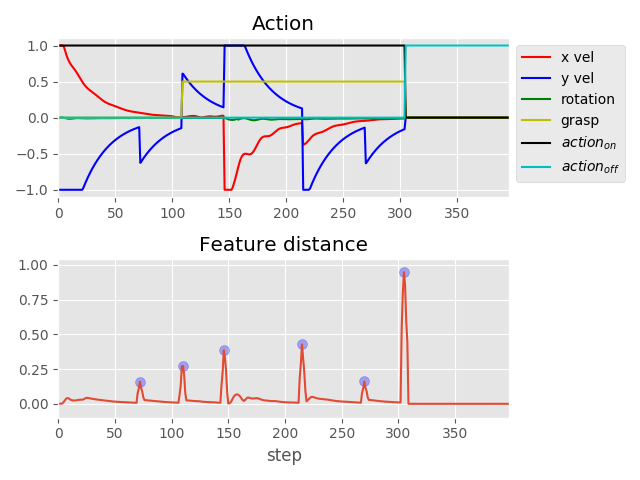 Action
1.0
0.5
0.0
−0.5
−1.0
0 50 100 150 200 250 300 350
x vel
y vel
rotation
grasp
action_on
action_off
Feature distance
1.00
0.75
0.50
0.25
0.00
0 50 100 150 200 250 300 350
step